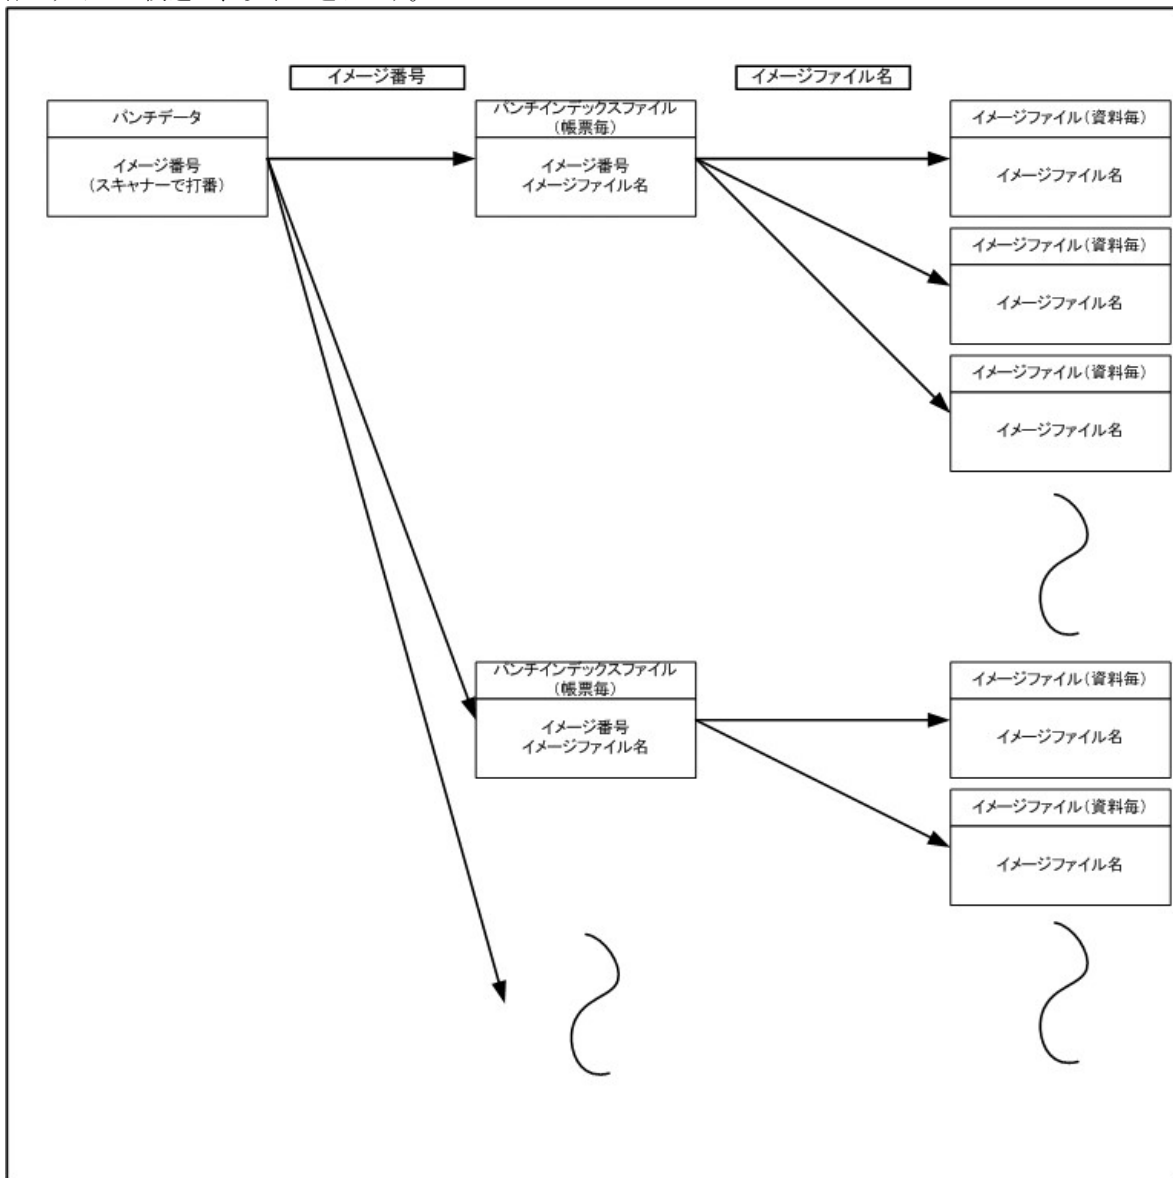 イメージ番号
イメージファイル名
パンチデータ
イメージ番号
(スキャナーで打番)
パンチインデックスファイル
(帳票毎)
イメージ番号
イメージファイル名
イメージファイル(資料毎)
イメージファイル名
イメージファイル(資料毎)
イメージファイル名
イメージファイル(資料毎)
イメージファイル名
パンチインデックスファイル
(帳票毎)
イメージ番号
イメージファイル名
イメージファイル(資料毎)
イメージファイル名
イメージファイル(資料毎)
イメージファイル名